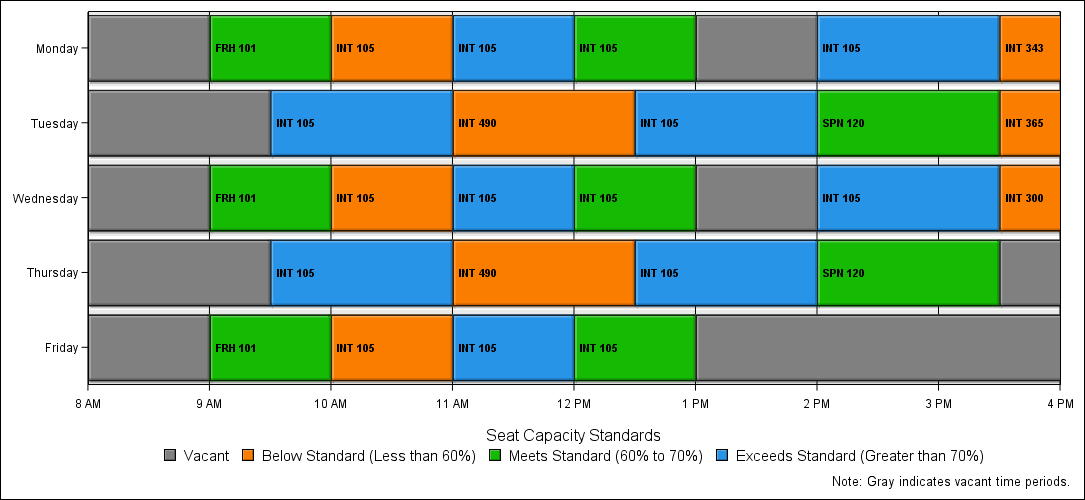 Monday FRH 101 INT 105 INT 105 INT 105 INT 105 INT 343
Tuesday INT 105 INT 490 INT 105 SPN 120 INT 365
Wednesday FRH 101 INT 105 INT 105 INT 105 INT 105 INT 300
Thursday INT 105 INT 490 INT 105 SPN 120
Friday FRH 101 INT 105 INT 105 INT 105
8 AM 9 AM 10 AM 11 AM 12 PM 1 PM 2 PM 3 PM 4 PM
Seat Capacity Standards
Vacant Below Standard (Less than 60%) Meets Standard (60% to 70%) Exceeds Standard (Greater than 70%)
Note: Gray indicates vacant time periods.